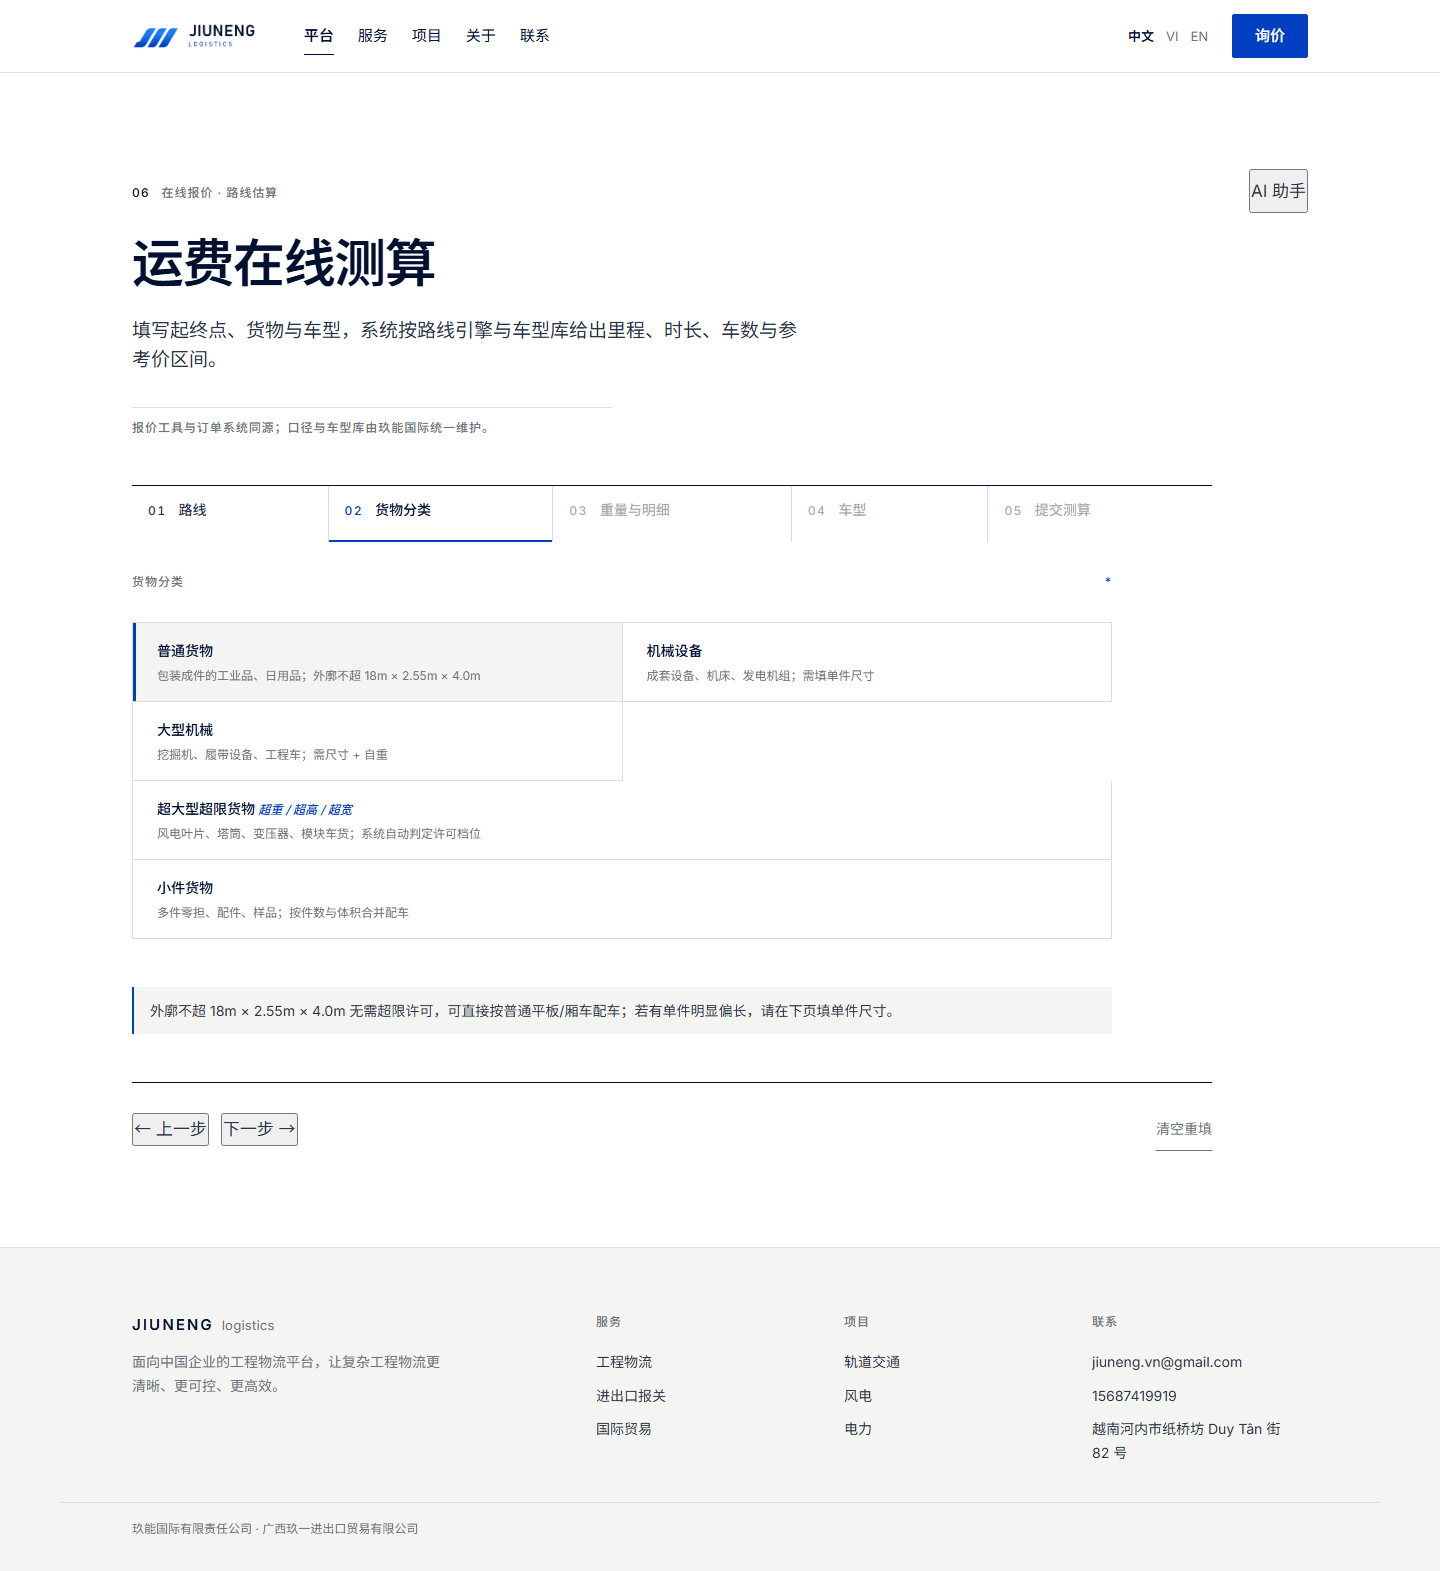 JIUNENG
LOGISTICS
平台 服务 项目 关于 联系
中文 VI EN
询价
06 在线报价 · 路线估算
AI 助手
运费在线测算
填写起终点、货物与车型，系统按路线引擎与车型库给出里程、时长、车数与参
考价区间。
报价工具与订单系统同源；口径与车型库由玖能国际统一维护。
01 路线
02 货物分类
03 重量与明细
04 车型
05 提交测算
货物分类 *
普通货物
包装成件的工业品、日用品；外廓不超 18m × 2.55m × 4.0m
机械设备
成套设备、机床、发电机组；需填单件尺寸
大型机械
挖掘机、履带设备、工程车；需尺寸 + 自重
超大型超限货物 超重 / 超高 / 超宽
风电叶片、塔筒、变压器、模块车货；系统自动判定许可档位
小件货物
多件零担、配件、样品；按件数与体积合并配车
外廓不超 18m × 2.55m × 4.0m 无需超限许可，可直接按普通平板/厢车配车；若有单件明显偏长，请在下页填单件尺寸。
← 上一步
下一步 →
清空重填
JIUNENG logistics
面向中国企业的工程物流平台，让复杂工程物流更
清晰、更可控、更高效。
服务
工程物流
进出口报关
国际贸易
项目
轨道交通
风电
电力
联系
jiuneng.vn@gmail.com
15687419919
越南河内市纸桥坊 Duy Tân 街
82 号
玖能国际有限责任公司 · 广西玖一进出口贸易有限公司